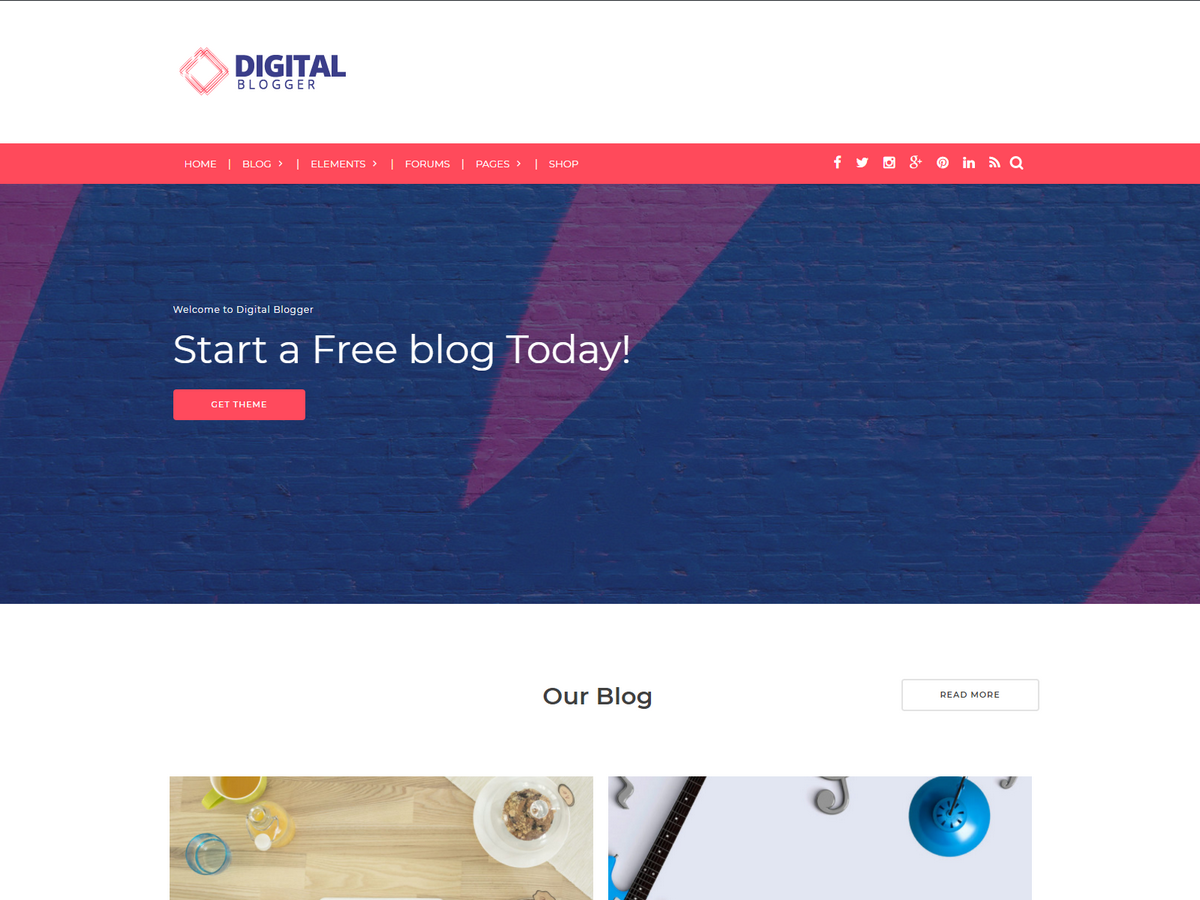 DIGITAL
BLOGGER
HOME | BLOG | ELEMENTS | FORUMS | PAGES | SHOP
Welcome to Digital Blogger
Start a Free blog Today!
GET THEME
Our Blog
READ MORE